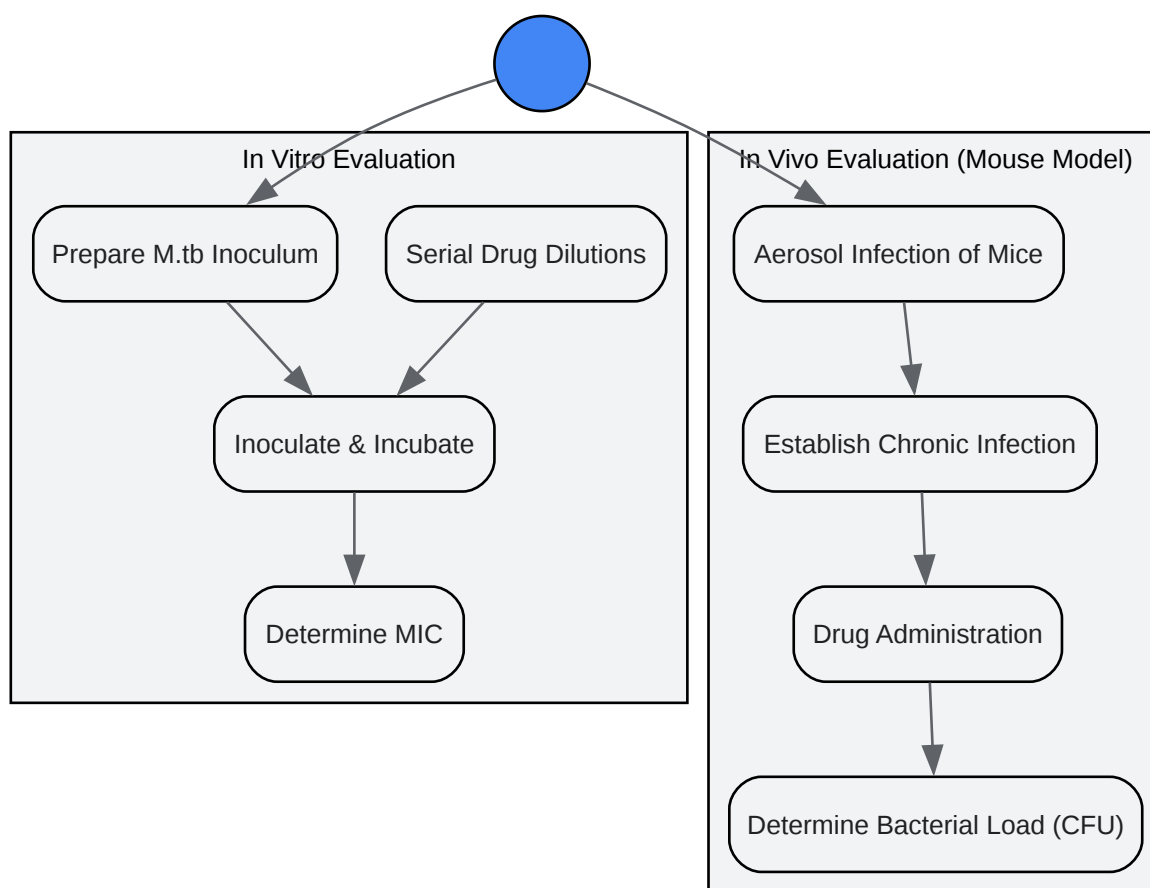 In Vitro Evaluation
Prepare M.tb Inoculum
Serial Drug Dilutions
Inoculate & Incubate
Determine MIC
In Vivo Evaluation (Mouse Model)
Aerosol Infection of Mice
Establish Chronic Infection
Drug Administration
Determine Bacterial Load (CFU)